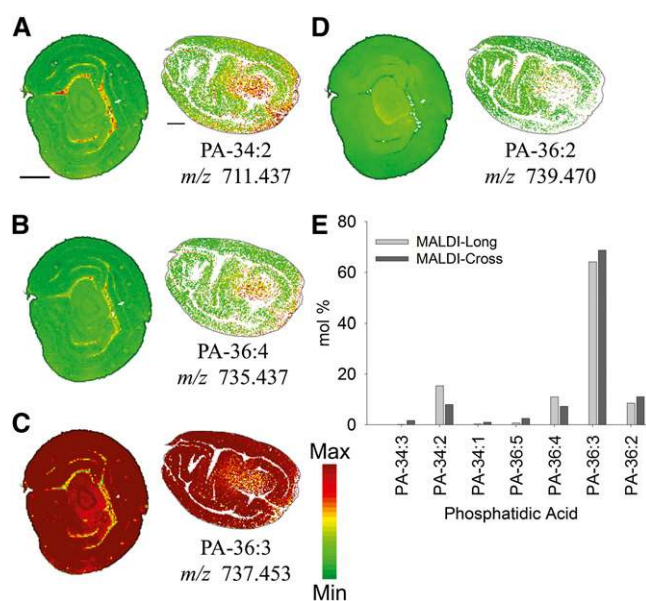 A
PA-34:2
m/z 711.437
D
PA-36:2
m/z 739.470
B
PA-36:4
m/z 735.437
C
PA-36:3
m/z 737.453
Max
Min
E
MALDI-Long
MALDI-Cross
mol %
80
60
40
20
0
PA-34:3
PA-34:2
PA-34:1
PA-36:5
PA-36:4
PA-36:3
PA-36:2
Phosphatidic Acid